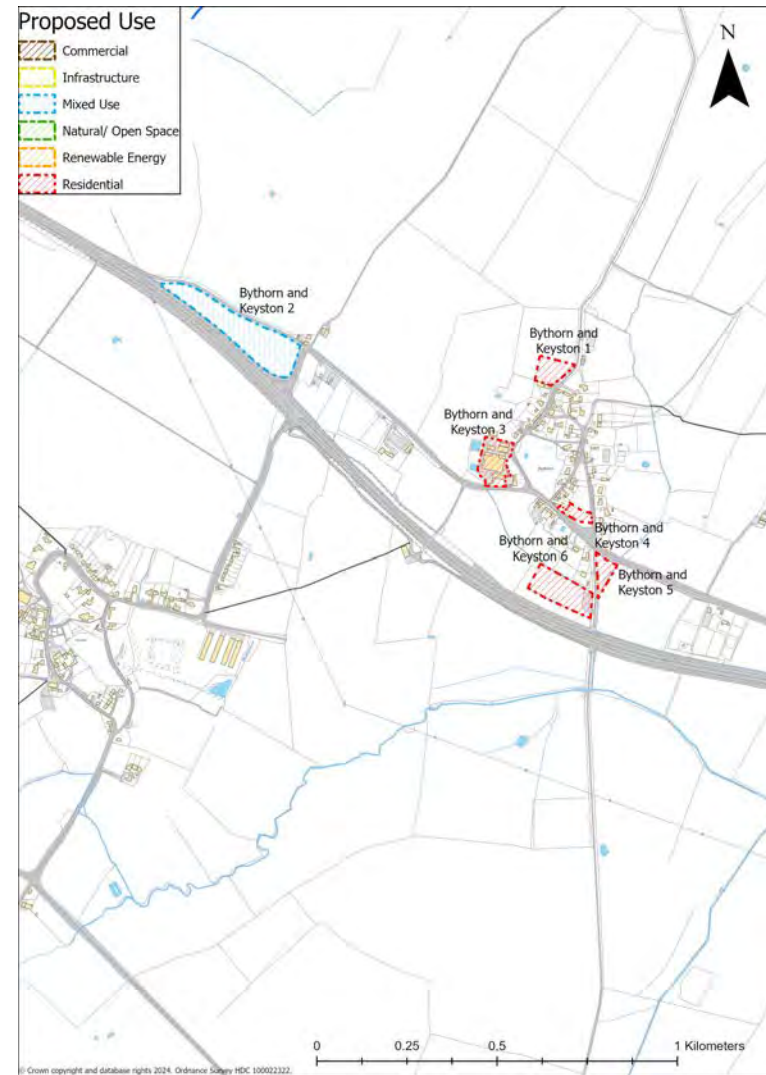 Proposed Use
Commercial
Infrastructure
Mixed Use
Natural/ Open Space
Renewable Energy
Residential
N
Bythorn and
Keyston 2
Bythorn and
Keyston 1
Bythorn and
Keyston 3
Bythorn and
Keyston 4
Bythorn and
Keyston 6
Bythorn and
Keyston 5
0 0.25 0.5 1 Kilometers
© Crown copyright and database rights 2024. Ordnance Survey HDC 100022322.